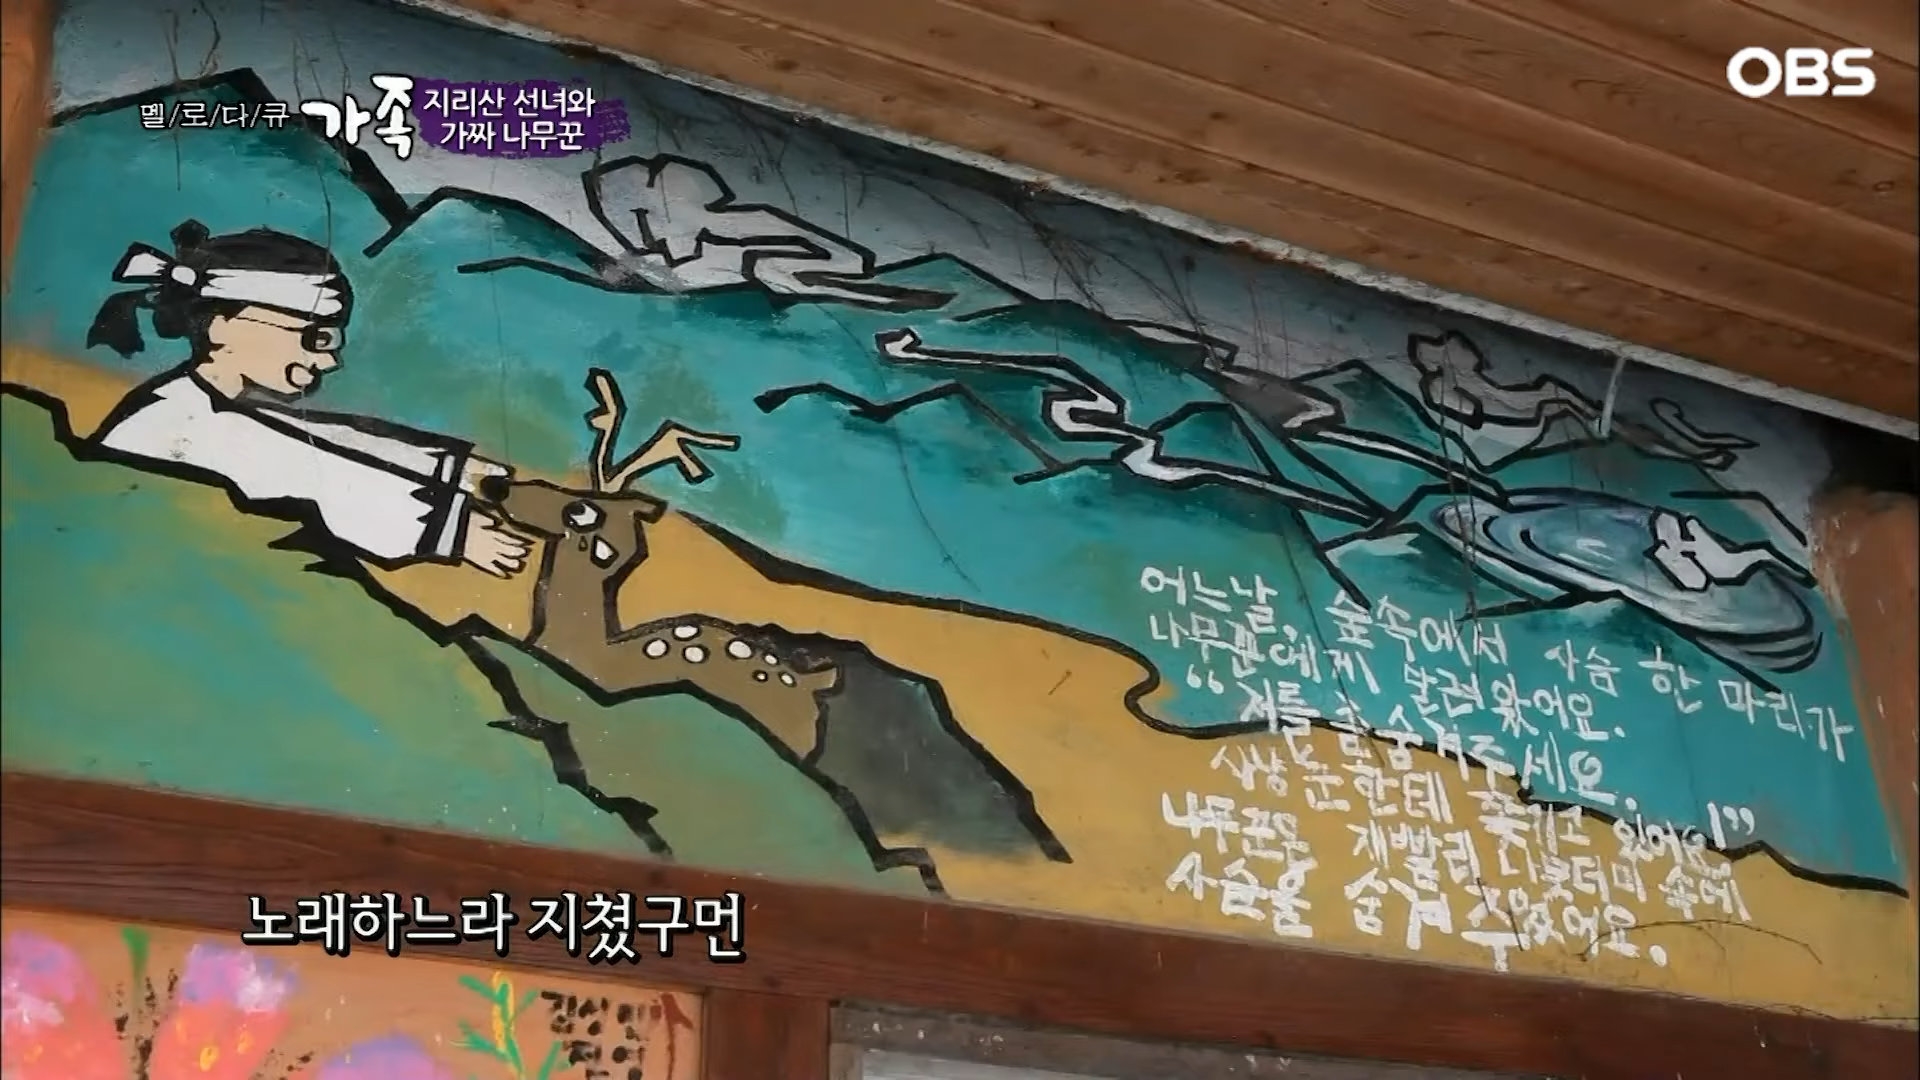 OBS
멜/로/다/큐 가족 지리산 선녀와
가짜 나무꾼
어느날, 숲속에서 사슴 한 마리가
나무꾼에게 달려왔어요.
“저를 좀 숨겨주세요.
사냥꾼한테 쫓기고 있어요!”
나무꾼은 재빨리 나뭇더미 속에
사슴을 숨겨 주었어요.
노래하느라 지쳤구먼